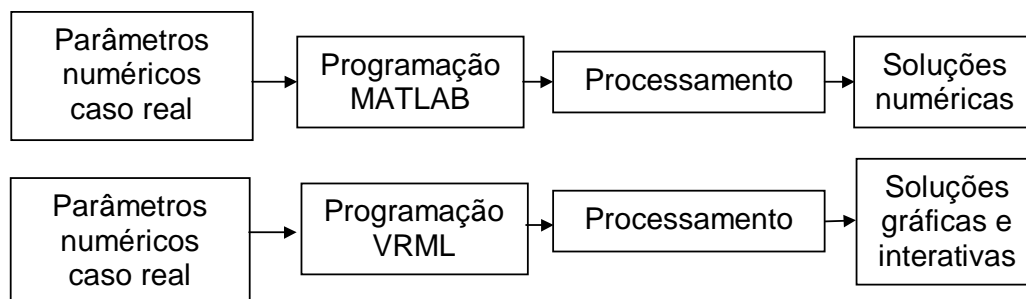 Parâmetros
numéricos
caso real
Programação
MATLAB
Processamento
Soluções
numéricas
Parâmetros
numéricos
caso real
Programação
VRML
Processamento
Soluções
gráficas e
interativas